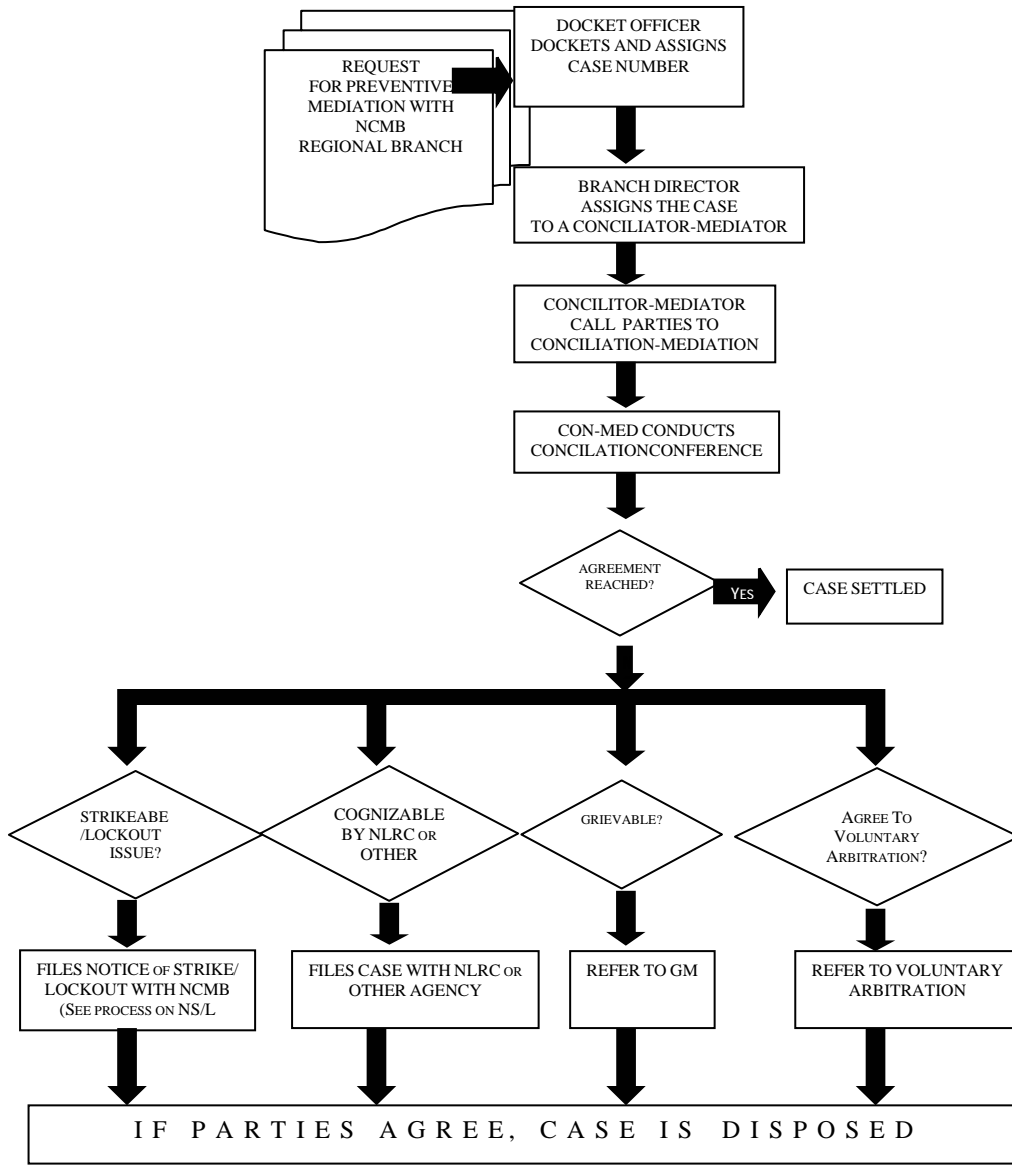 REQUEST
FOR PREVENTIVE
MEDIATION WITH
NCMB
REGIONAL BRANCH
DOCKET OFFICER
DOCKETS AND ASSIGNS
CASE NUMBER
BRANCH DIRECTOR
ASSIGNS THE CASE
TO A CONCILIATOR-MEDIATOR
CONCILITOR-MEDIATOR
CALL PARTIES TO
CONCILIATION-MEDIATION
CON-MED CONDUCTS
CONCILATIONCONFERENCE
AGREEMENT
REACHED?
YES
CASE SETTLED
STRIKEABE
/LOCKOUT
ISSUE?
COGNIZABLE
BY NLRC OR
OTHER
GRIEVABLE?
AGREE TO
VOLUNTARY
ARBITRATION?
FILES NOTICE OF STRIKE/
LOCKOUT WITH NCMB
(SEE PROCESS ON NS/L
FILES CASE WITH NLRC OR
OTHER AGENCY
REFER TO GM
REFER TO VOLUNTARY
ARBITRATION
IF PARTIES AGREE, CASE IS DISPOSED